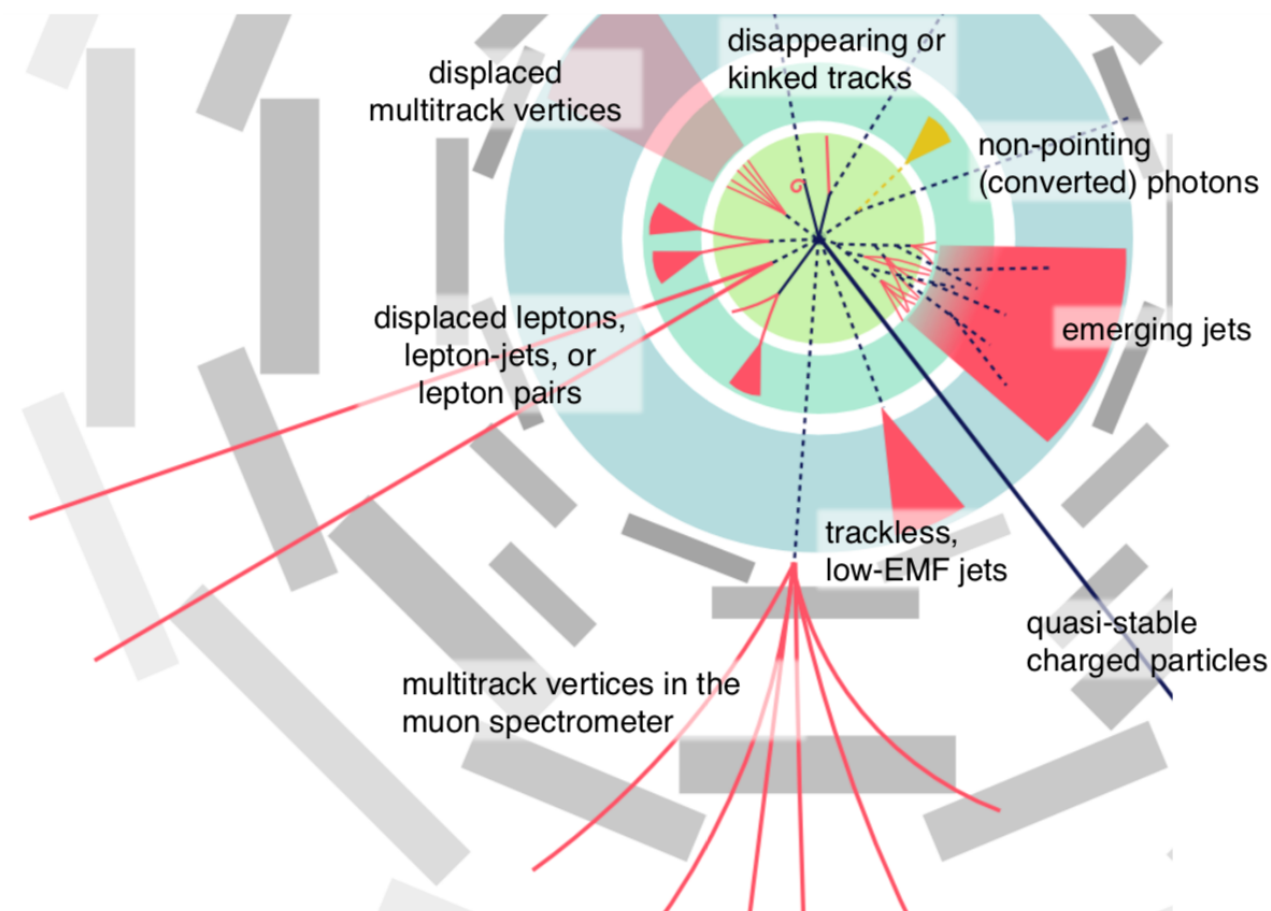 disappearing or
kinked tracks
displaced
multitrack vertices
non-pointing
(converted) photons
displaced leptons,
lepton-jets, or
lepton pairs
emerging jets
trackless,
low-EMF jets
quasi-stable
charged particles
multitrack vertices in the
muon spectrometer